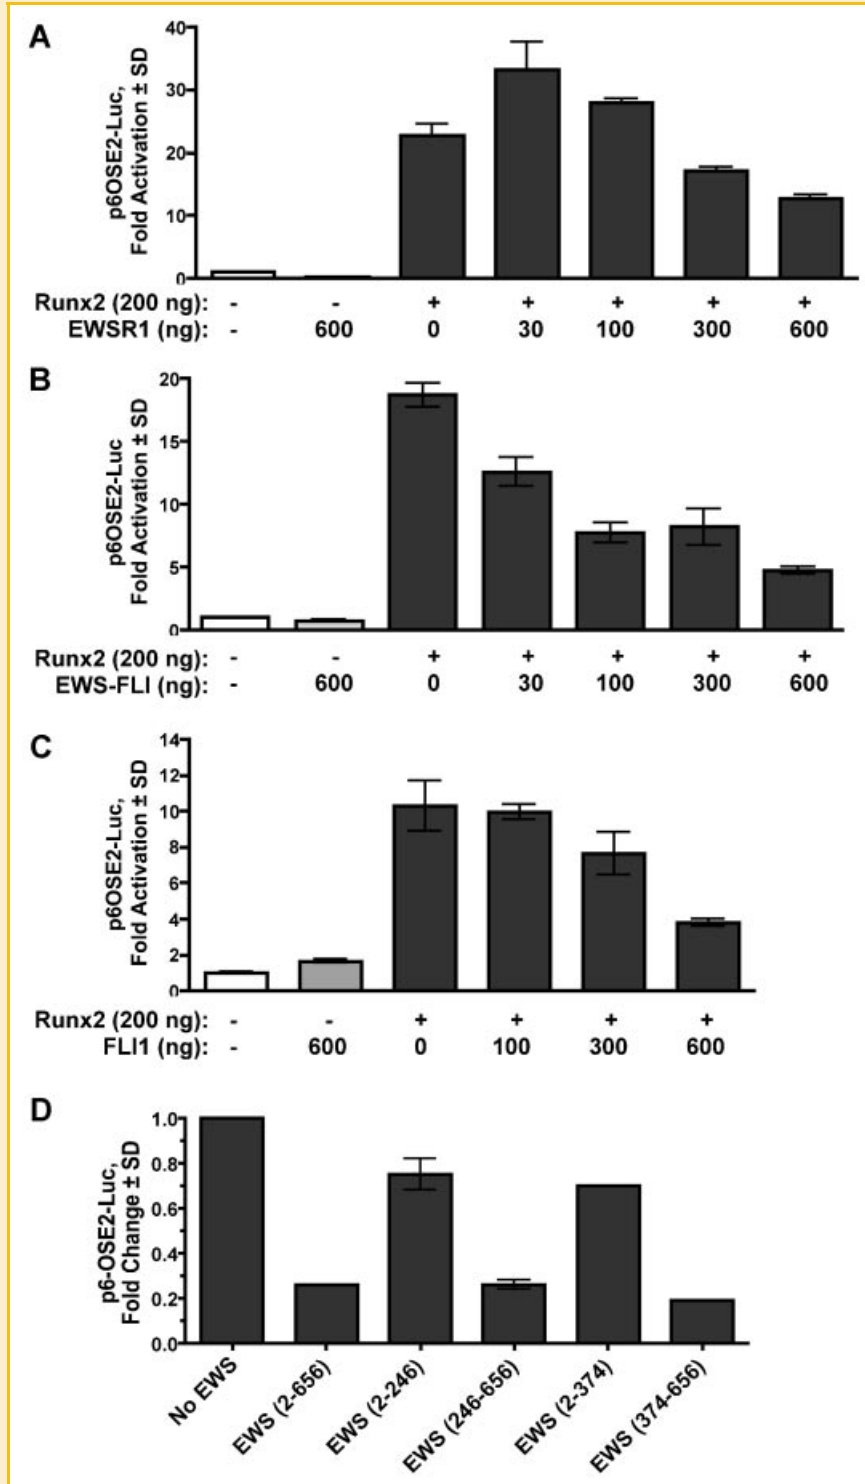 A
p6OSE2-Luc,
Fold Activation ± SD
40
30
20
10
0
Runx2 (200 ng): - - + + + + +
EWSR1 (ng): - 600 0 30 100 300 600
B
p6OSE2-Luc
Fold Activation ± SD
20
15
10
5
0
Runx2 (200 ng): - - + + + + +
EWS-FLI (ng): - 600 0 30 100 300 600
C
p6OSE2-Luc,
Fold Activation ± SD
14
12
10
8
6
4
2
0
Runx2 (200 ng): - - + + + +
FLI1 (ng): - 600 0 100 300 600
D
p6-OSE2-Luc,
Fold Change ± SD
1.0
0.8
0.6
0.4
0.2
0.0
No EWS
EWS (2-656)
EWS (2-246)
EWS (246-656)
EWS (2-374)
EWS (374-656)